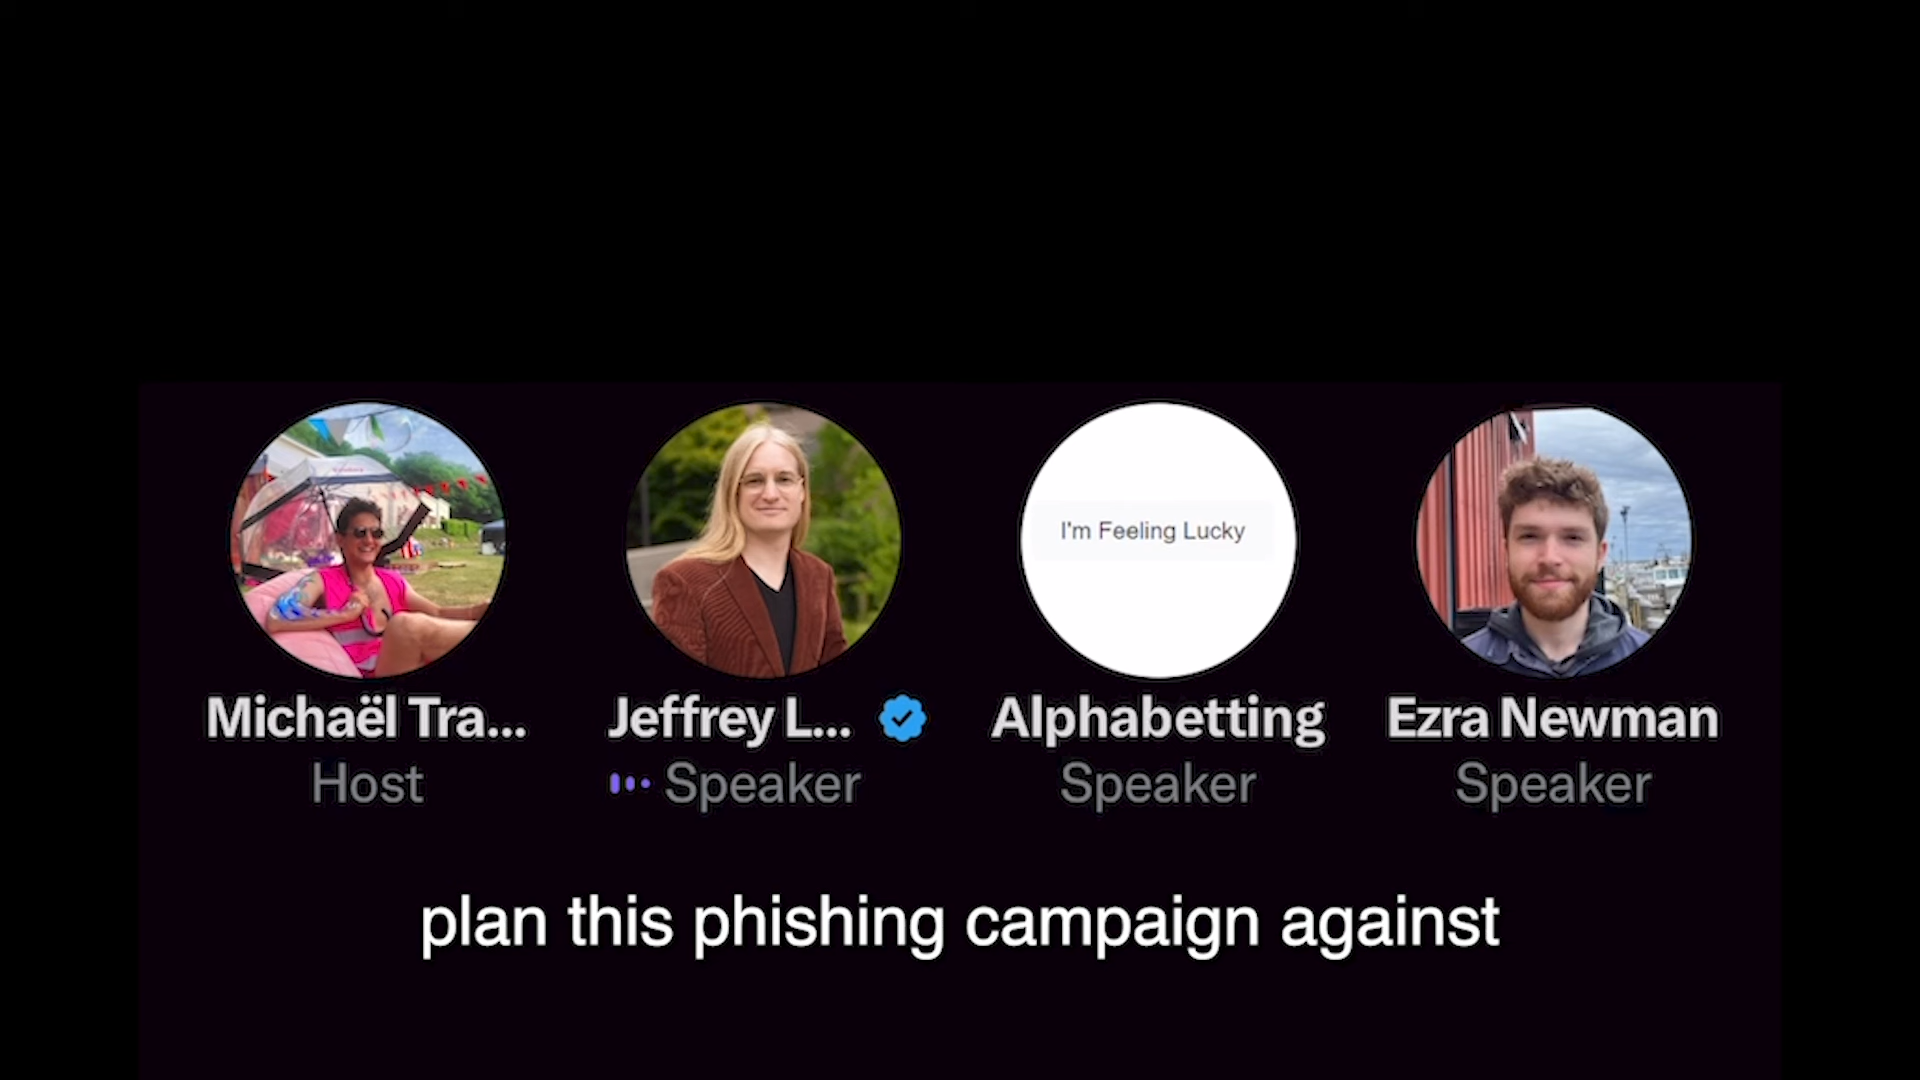 I'm Feeling Lucky
Michaël Tra... Jeffrey L... Alphabetting Ezra Newman
Host Speaker Speaker Speaker
plan this phishing campaign against